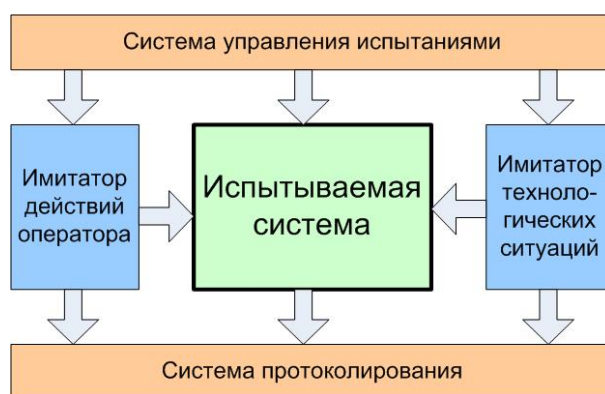 Система управления испытаниями
Имитатор
действий
оператора
Испытываемая
система
Имитатор
техноло-
гических
ситуаций
Система протоколирования